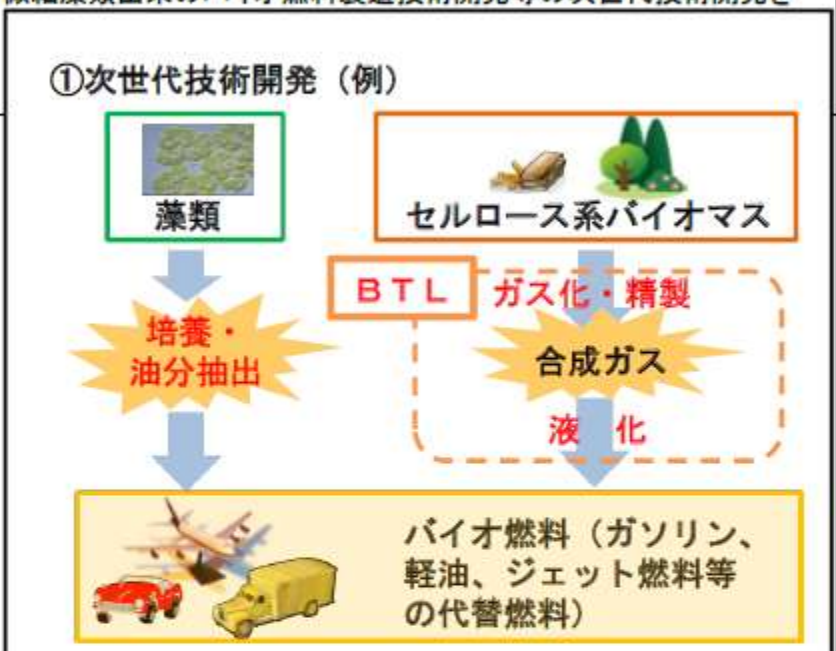 ①次世代技術開発（例）
藻類
セルロース系バイオマス
ＢＴＬ
ガス化・精製
培養・
油分抽出
合成ガス
液　化
バイオ燃料（ガソリン、
軽油、ジェット燃料等
の代替燃料）